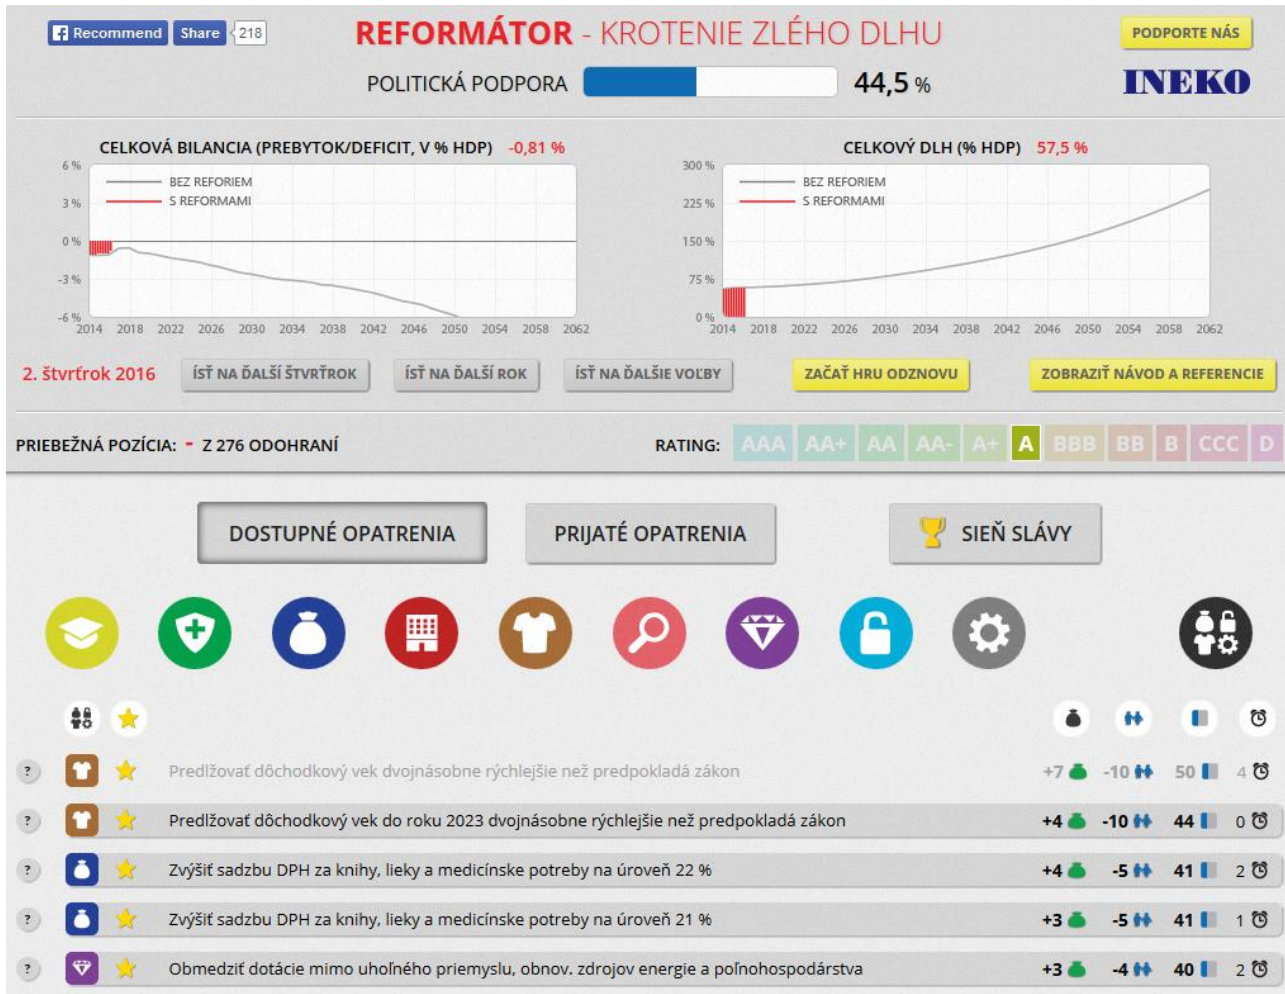 Recommend Share 218 REFORMÁTOR - KROTENIE ZLÉHO DLHU PODPORTE NÁS
POLITICKÁ PODPORA 44,5 % INEKO
CELKOVÁ BILANCIA (PREBYTOK/DEFICIT, V % HDP) -0,81 %
6 %
BEZ REFORIEM
3 %
S REFORMAMI
0 %
-3 %
-6 %
2014 2018 2022 2026 2030 2034 2038 2042 2046 2050 2054 2058 2062
CELKOVÝ DLH (% HDP) 57,5 %
300 %
BEZ REFORIEM
225 %
S REFORMAMI
150 %
75 %
0 %
2014 2018 2022 2026 2030 2034 2038 2042 2046 2050 2054 2058 2062
2. štvrťrok 2016 ÍSŤ NA ĎALŠÍ ŠTVRŤROK ÍSŤ NA ĎALŠÍ ROK ÍSŤ NA ĎALŠIE VOĽBY ZAČAŤ HRU ODZNOVU ZOBRAZIŤ NÁVOD A REFERENCIE
PRIEBEŽNÁ POZÍCIA: - Z 276 ODOHRANÍ RATING: AAA AA+ AA AA- A+ A BBB BB B CCC D
DOSTUPNÉ OPATRENIA PRIJATÉ OPATRENIA SIEŇ SLÁVY
? Predlžovať dôchodkový vek dvojnásobne rýchlejšie než predpokladá zákon +7 -10 50 4
? Predlžovať dôchodkový vek do roku 2023 dvojnásobne rýchlejšie než predpokladá zákon +4 -10 44 0
? Zvýšiť sadzbu DPH za knihy, lieky a medicínske potreby na úroveň 22 % +4 -5 41 2
? Zvýšiť sadzbu DPH za knihy, lieky a medicínske potreby na úroveň 21 % +3 -5 41 1
? Obmedziť dotácie mimo uhoľného priemyslu, obnov. zdrojov energie a poľnohospodárstva +3 -4 40 2